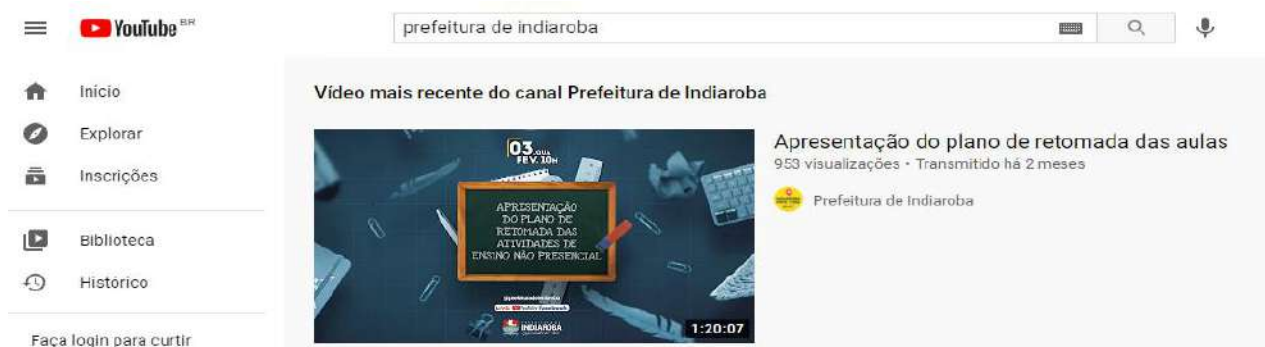 YouTube BR
prefeitura de indiaroba
Início
Explorar
Inscrições
Biblioteca
Histórico
Faça login para curtir
Vídeo mais recente do canal Prefeitura de Indiaroba
03.QUA
FEV. 10H
APRESENTAÇÃO
DO PLANO DE
RETOMADA DAS
ATIVIDADES DE
ENSINO NÃO PRESENCIAL
INDIAROBA
1:20:07
Apresentação do plano de retomada das aulas
953 visualizações • Transmitido há 2 meses
Prefeitura de Indiaroba